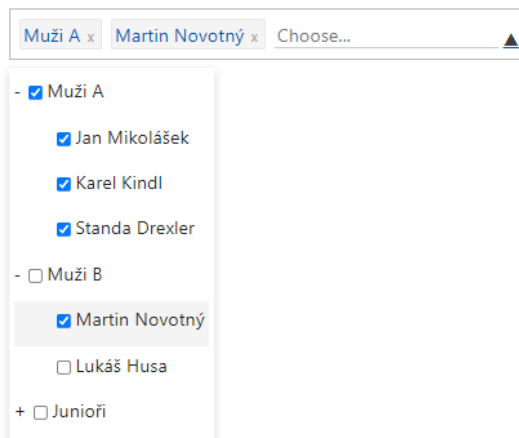 Muži A x Martin Novotný x Choose...
- Muži A
Jan Mikolášek
Karel Kindl
Standa Drexler
- Muži B
Martin Novotný
Lukáš Husa
+ Junioři